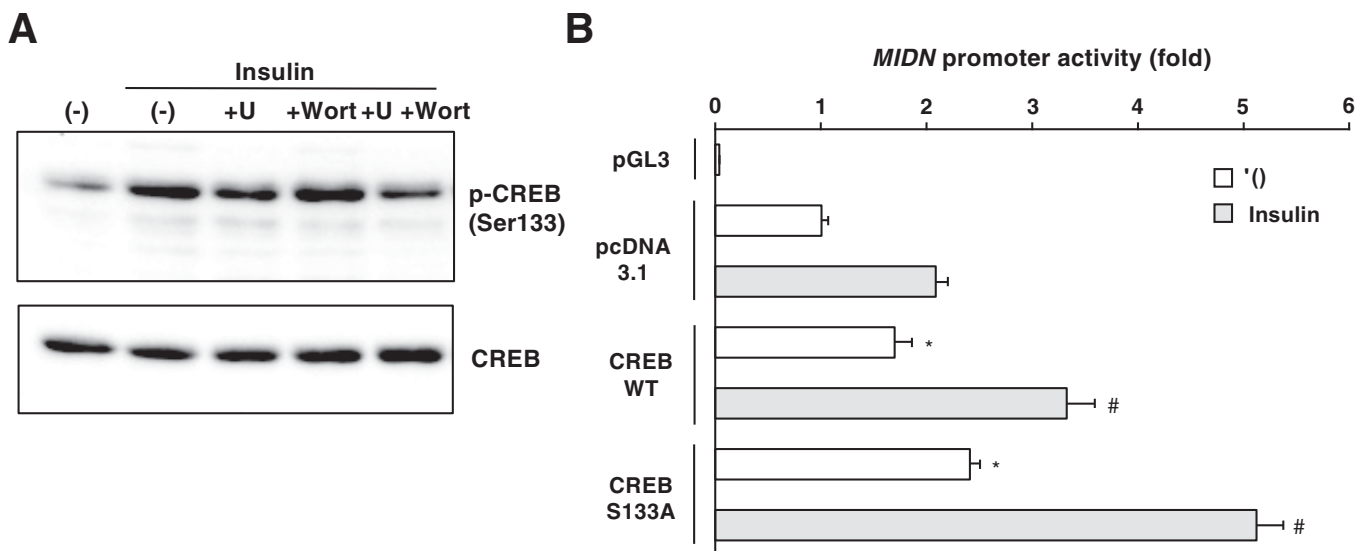 A
Insulin
(-) (-) +U +Wort +U +Wort
p-CREB
(Ser133)
CREB
B
MIDN promoter activity (fold)
0 1 2 3 4 5 6
pGL3
'()
Insulin
pcDNA
3.1
CREB
WT
*
#
CREB
S133A
*
#